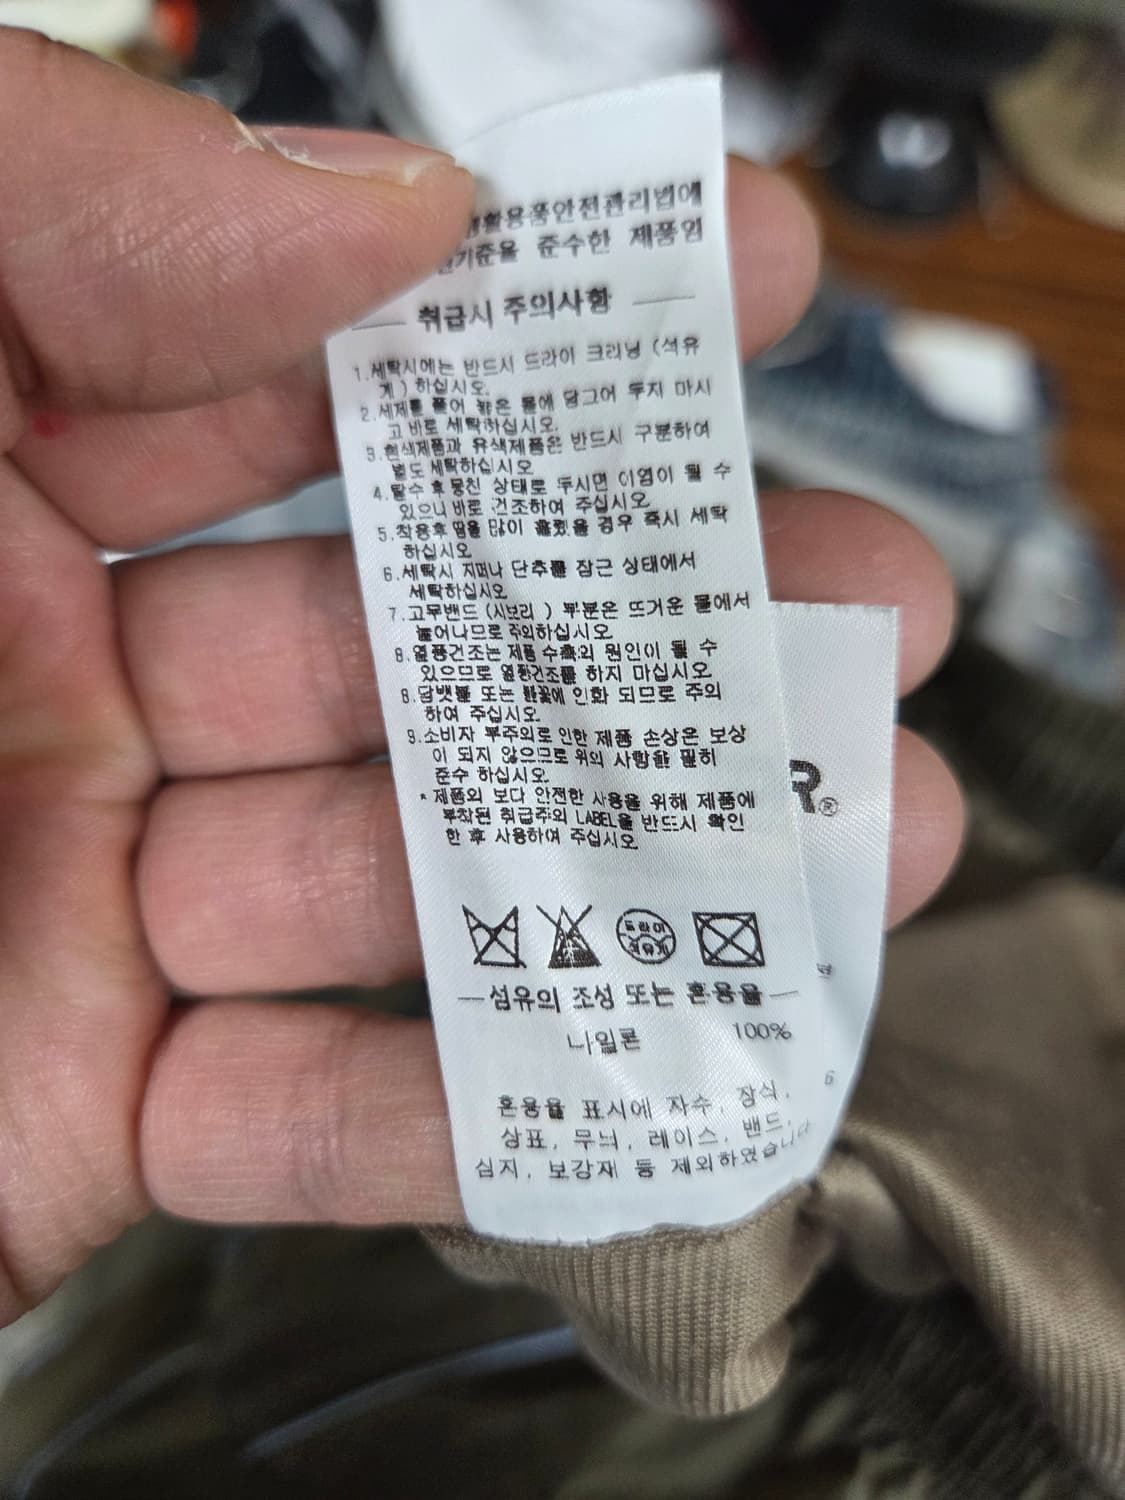 활용품안전관리법에
기준을 준수한 제품임
취급시 주의사항
1.세탁시에는 반드시 드라이 크리닝 (석유
계)하십시오.
2.세제를 풀어 놓은 물에 담그어 두지 마시
고 바로 세탁하십시오.
3.흰색제품과 유색제품은 반드시 구분하여
별도 세탁하십시오
4.탈수 후 뭉친 상태로 두시면 이염이 될 수
있으니 바로 건조하여 주십시오
5.착용후 땀을 많이 흘렸을 경우 즉시 세탁
하십시오
6.세탁시 지퍼나 단추를 잠근 상태에서
세탁하십시오
7.고무밴드(시보리) 부분은 뜨거운 물에서
늘어나므로 주의하십시오
8.열풍건조는 제품 수축의 원인이 될 수
있으므로 열풍건조를 하지 마십시오
8.담뱃불 또는 불꽃에 인화 되므로 주의
하여 주십시오
9.소비자 부주의로 인한 제품 손상은 보상
이 되지 않으므로 위의 사항을 필히
준수 하십시오
* 제품의 보다 안전한 사용을 위해 제품에
부착된 취급주의 LABEL을 반드시 확인
한 후 사용하여 주십시오
R®
드라이
석유계
섬유의 조성 또는 혼용율
나일론 100%
6
혼용율 표시에 자수, 장식,
상표, 무늬, 레이스, 밴드,
심지, 보강재 등 제외하였습니다